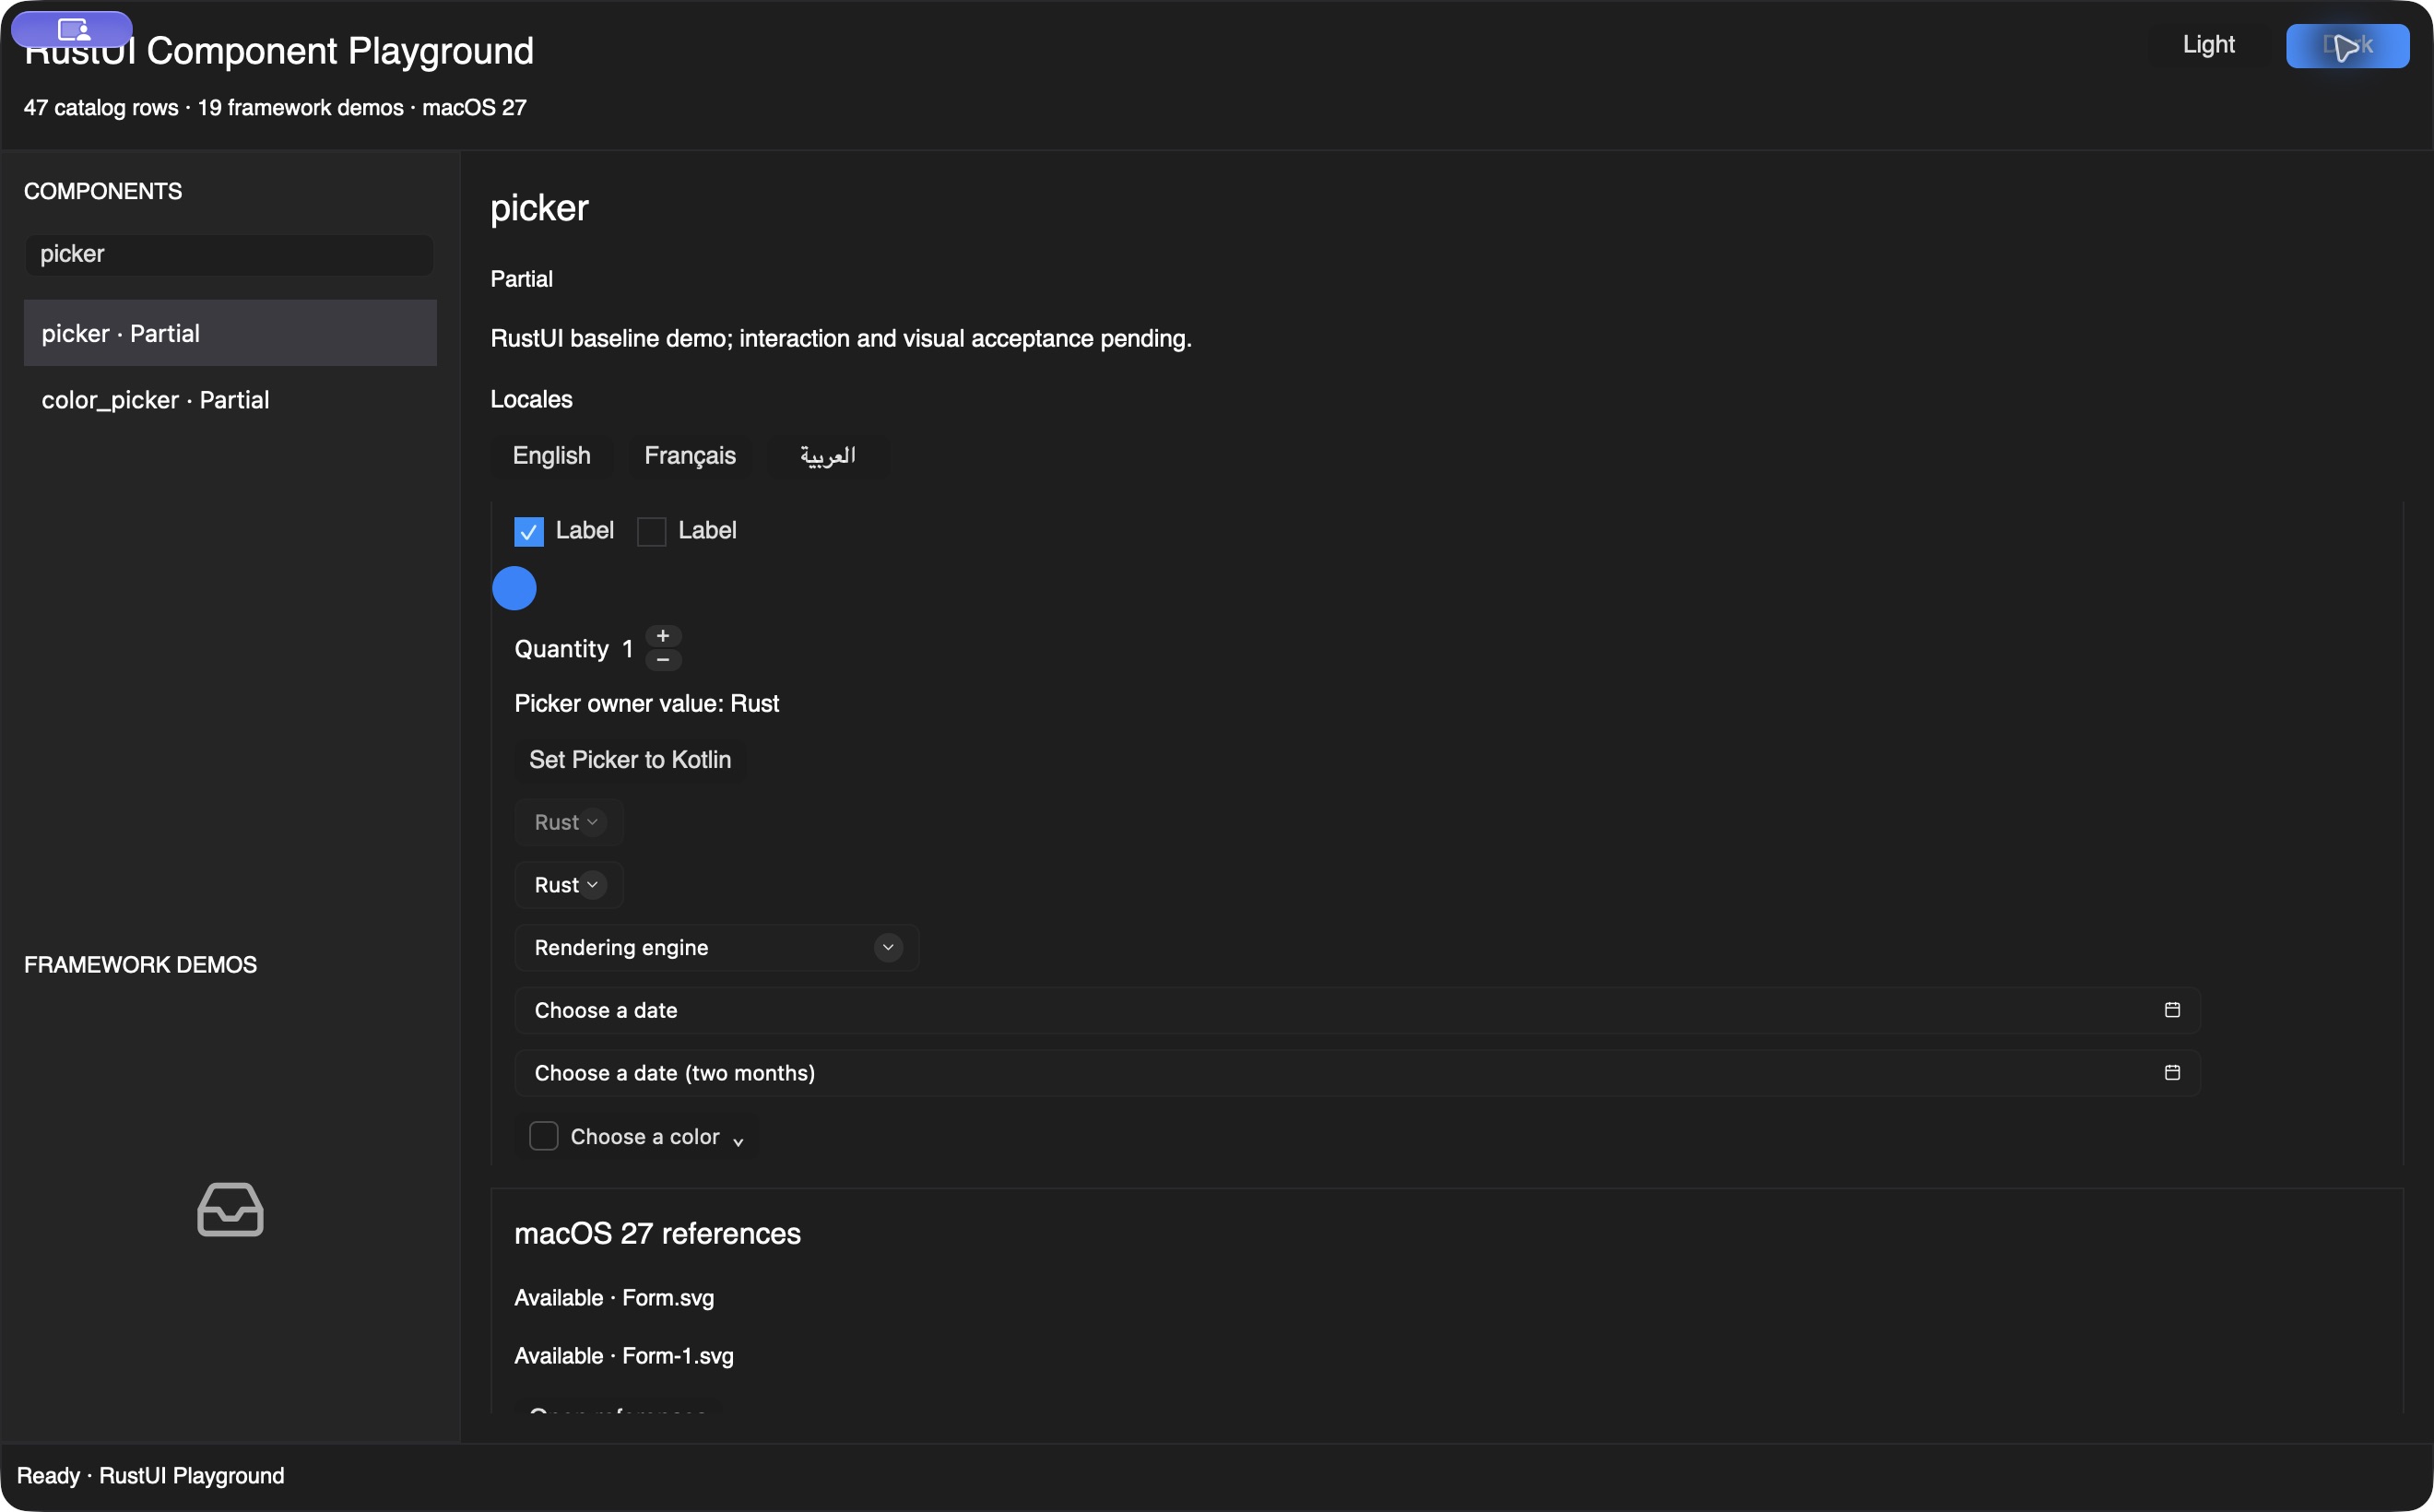 RustUI Component Playground
Light
47 catalog rows · 19 framework demos · macOS 27
COMPONENTS
picker
picker · Partial
color_picker · Partial
FRAMEWORK DEMOS
picker
Partial
RustUI baseline demo; interaction and visual acceptance pending.
Locales
English Français العربية
Label Label
Quantity 1 + −
Picker owner value: Rust
Set Picker to Kotlin
Rust
Rust
Rendering engine
Choose a date
Choose a date (two months)
Choose a color
macOS 27 references
Available · Form.svg
Available · Form-1.svg
Ready · RustUI Playground